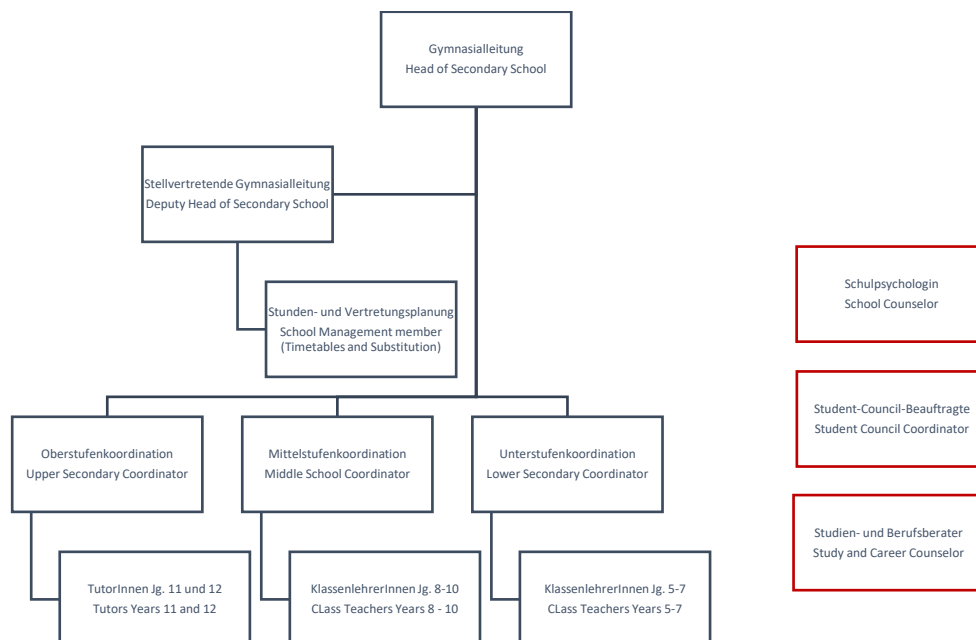 Gymnasialleitung
Head of Secondary School
Stellvertretende Gymnasialleitung
Deputy Head of Secondary School
Stunden- und Vertretungsplanung
School Management member
(Timetables and Substitution)
Oberstufenkoordination
Upper Secondary Coordinator
Mittelstufenkoordination
Middle School Coordinator
Unterstufenkoordination
Lower Secondary Coordinator
TutorInnen Jg. 11 und 12
Tutors Years 11 and 12
KlassenlehrerInnen Jg. 8-10
CLass Teachers Years 8 - 10
KlassenlehrerInnen Jg. 5-7
CLass Teachers Years 5-7
Schulpsychologin
School Counselor
Student-Council-Beauftragte
Student Council Coordinator
Studien- und Berufsberater
Study and Career Counselor